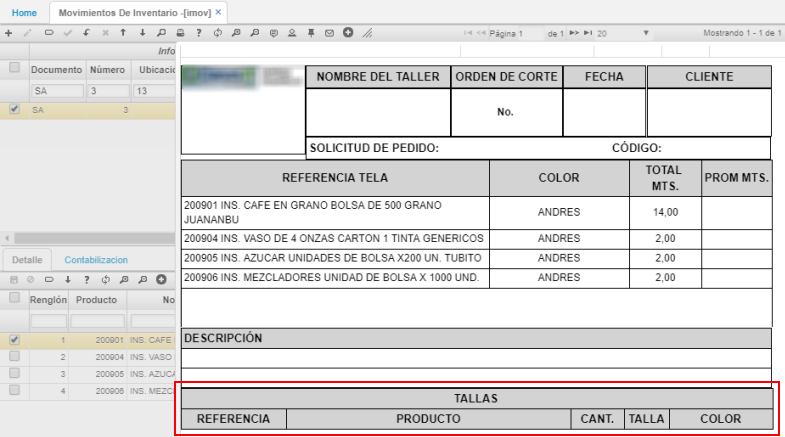 Home Movimientos De Inventario -[imov] ×
Página 1 de 1 20 Mostrando 1 - 1 de 1
Info
Documento Número Ubicació
SA 3 13
SA 3
NOMBRE DEL TALLER ORDEN DE CORTE FECHA CLIENTE
No.
SOLICITUD DE PEDIDO: CÓDIGO:
REFERENCIA TELA COLOR TOTAL MTS. PROM MTS.
200901 INS. CAFE EN GRANO BOLSA DE 500 GRANO
JUANANBU ANDRES 14,00
200904 INS. VASO DE 4 ONZAS CARTON 1 TINTA GENERICOS ANDRES 2,00
200905 INS. AZUCAR UNIDADES DE BOLSA X200 UN. TUBITO ANDRES 2,00
200906 INS. MEZCLADORES UNIDAD DE BOLSA X 1000 UND. ANDRES 2,00
Detalle Contabilizacion
Renglón Producto No
1 200901 INS. CAFE
2 200904 INS. VASO
3 200905 INS. AZUCA
4 200906 INS. MEZCL
DESCRIPCIÓN
TALLAS
REFERENCIA PRODUCTO CANT. TALLA COLOR